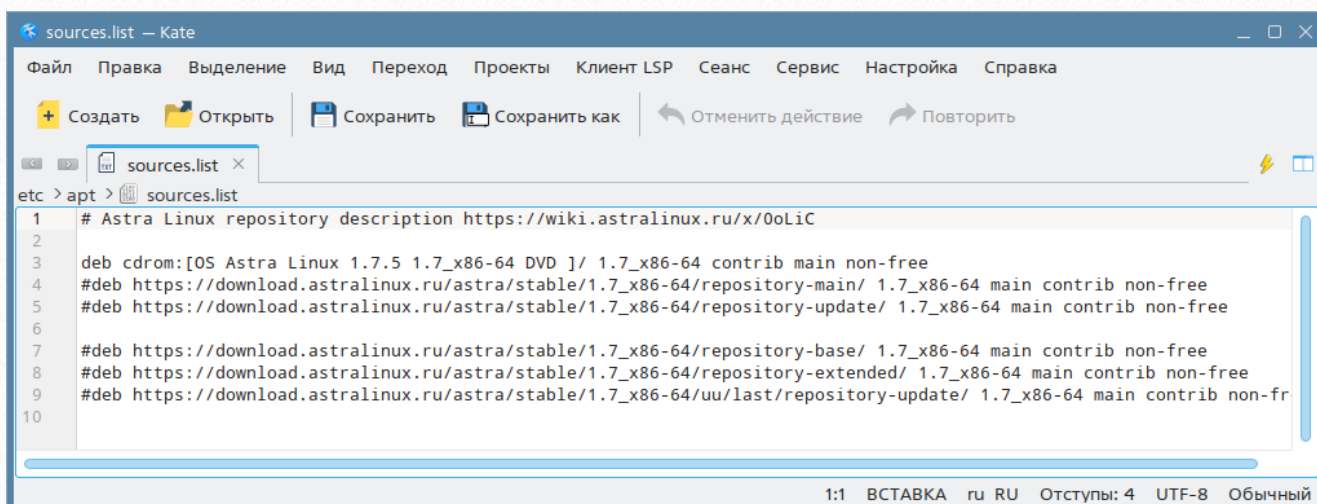 sources.list — Kate
Файл Правка Выделение Вид Переход Проекты Клиент LSP Сеанс Сервис Настройка Справка
Создать Открыть Сохранить Сохранить как Отменить действие Повторить
sources.list
etc > apt > sources.list
1 # Astra Linux repository description https://wiki.astralinux.ru/x/0oLiC
2
3 deb cdrom:[OS Astra Linux 1.7.5 1.7_x86-64 DVD ]/ 1.7_x86-64 contrib main non-free
4 #deb https://download.astralinux.ru/astra/stable/1.7_x86-64/repository-main/ 1.7_x86-64 main contrib non-free
5 #deb https://download.astralinux.ru/astra/stable/1.7_x86-64/repository-update/ 1.7_x86-64 main contrib non-free
6
7 #deb https://download.astralinux.ru/astra/stable/1.7_x86-64/repository-base/ 1.7_x86-64 main contrib non-free
8 #deb https://download.astralinux.ru/astra/stable/1.7_x86-64/repository-extended/ 1.7_x86-64 main contrib non-free
9 #deb https://download.astralinux.ru/astra/stable/1.7_x86-64/uu/last/repository-update/ 1.7_x86-64 main contrib non-fr
10
1:1 ВСТАВКА ru_RU Отступы: 4 UTF-8 Обычный